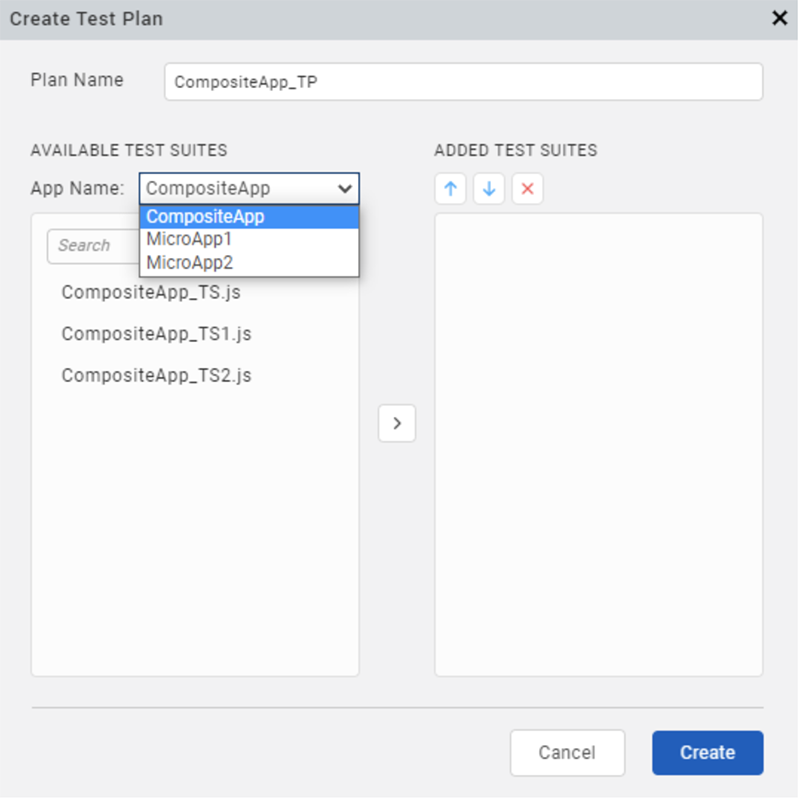 Create Test Plan
Plan Name
CompositeApp_TP
AVAILABLE TEST SUITES
ADDED TEST SUITES
App Name:
CompositeApp
CompositeApp
MicroApp1
MicroApp2
Search
CompositeApp_TS.js
CompositeApp_TS1.js
CompositeApp_TS2.js
Cancel
Create